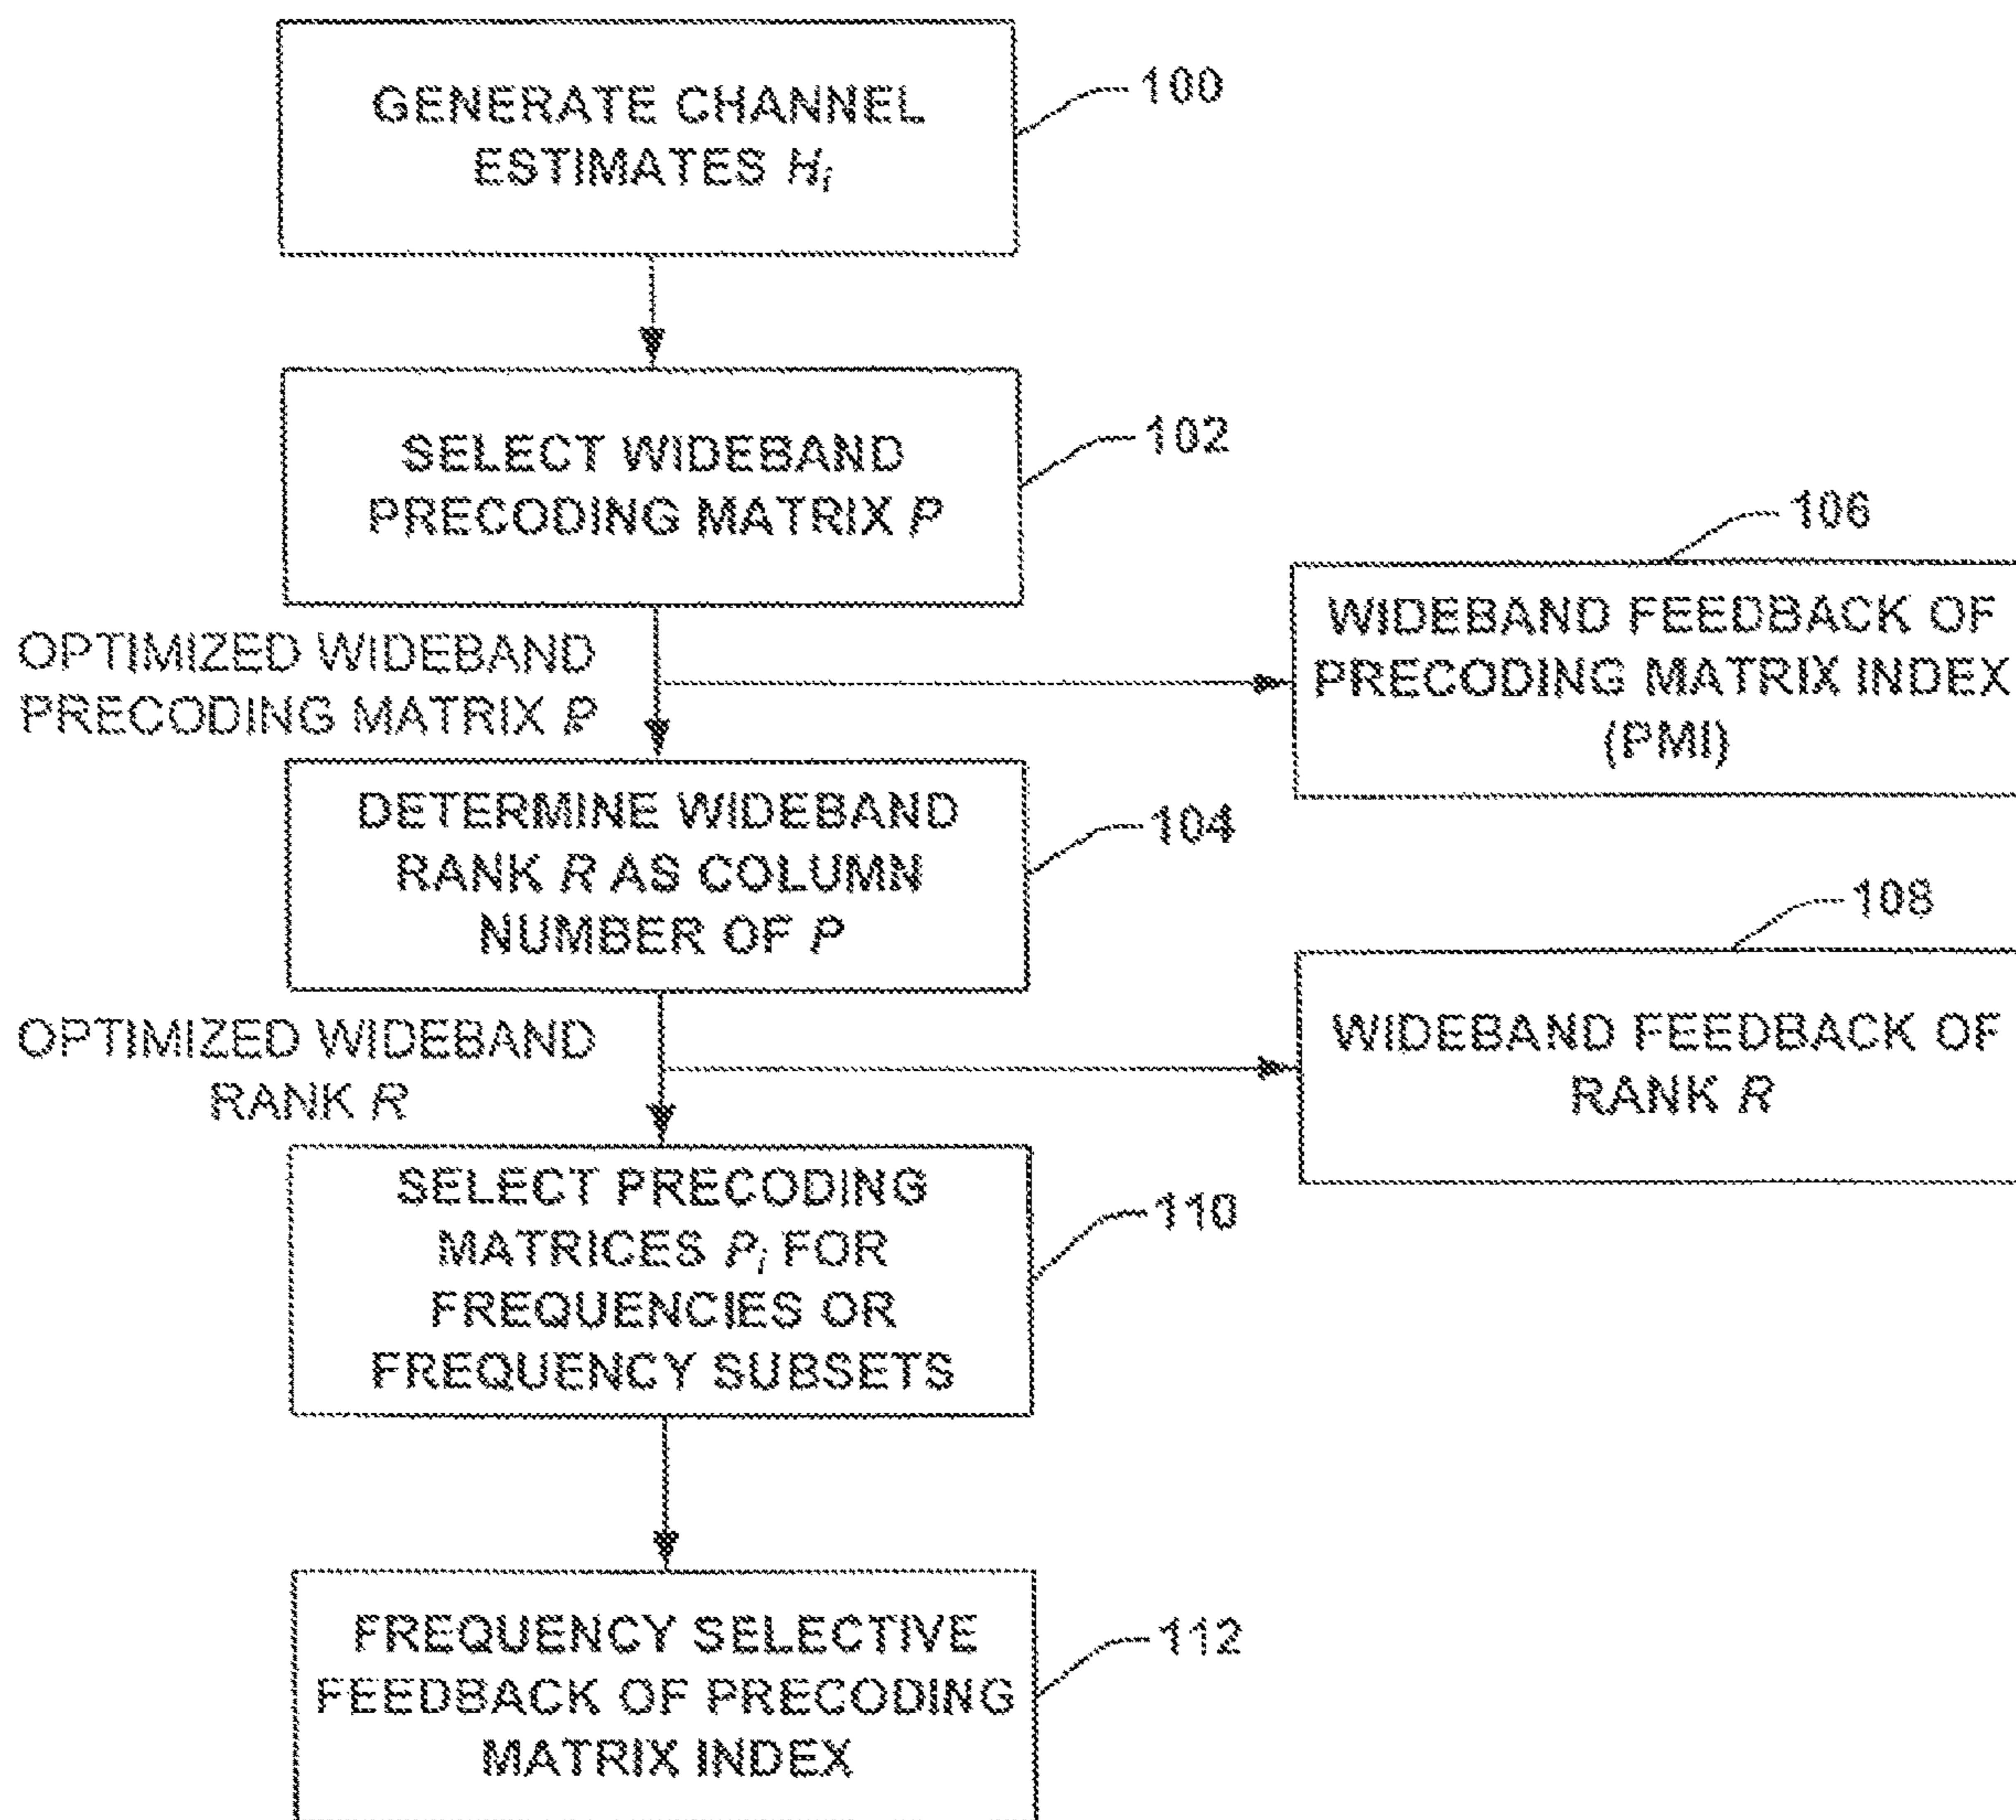 GENERATE CHANNEL
ESTIMATES Hi
100
SELECT WIDEBAND
PRECODING MATRIX P
102
OPTIMIZED WIDEBAND
PRECODING MATRIX P
106
WIDEBAND FEEDBACK OF
PRECODING MATRIX INDEX
(PMI)
DETERMINE WIDEBAND
RANK R AS COLUMN
NUMBER OF P
104
OPTIMIZED WIDEBAND
RANK R
108
WIDEBAND FEEDBACK OF
RANK R
SELECT PRECODING
MATRICES Pi FOR
FREQUENCIES OR
FREQUENCY SUBSETS
110
FREQUENCY SELECTIVE
FEEDBACK OF PRECODING
MATRIX INDEX
112